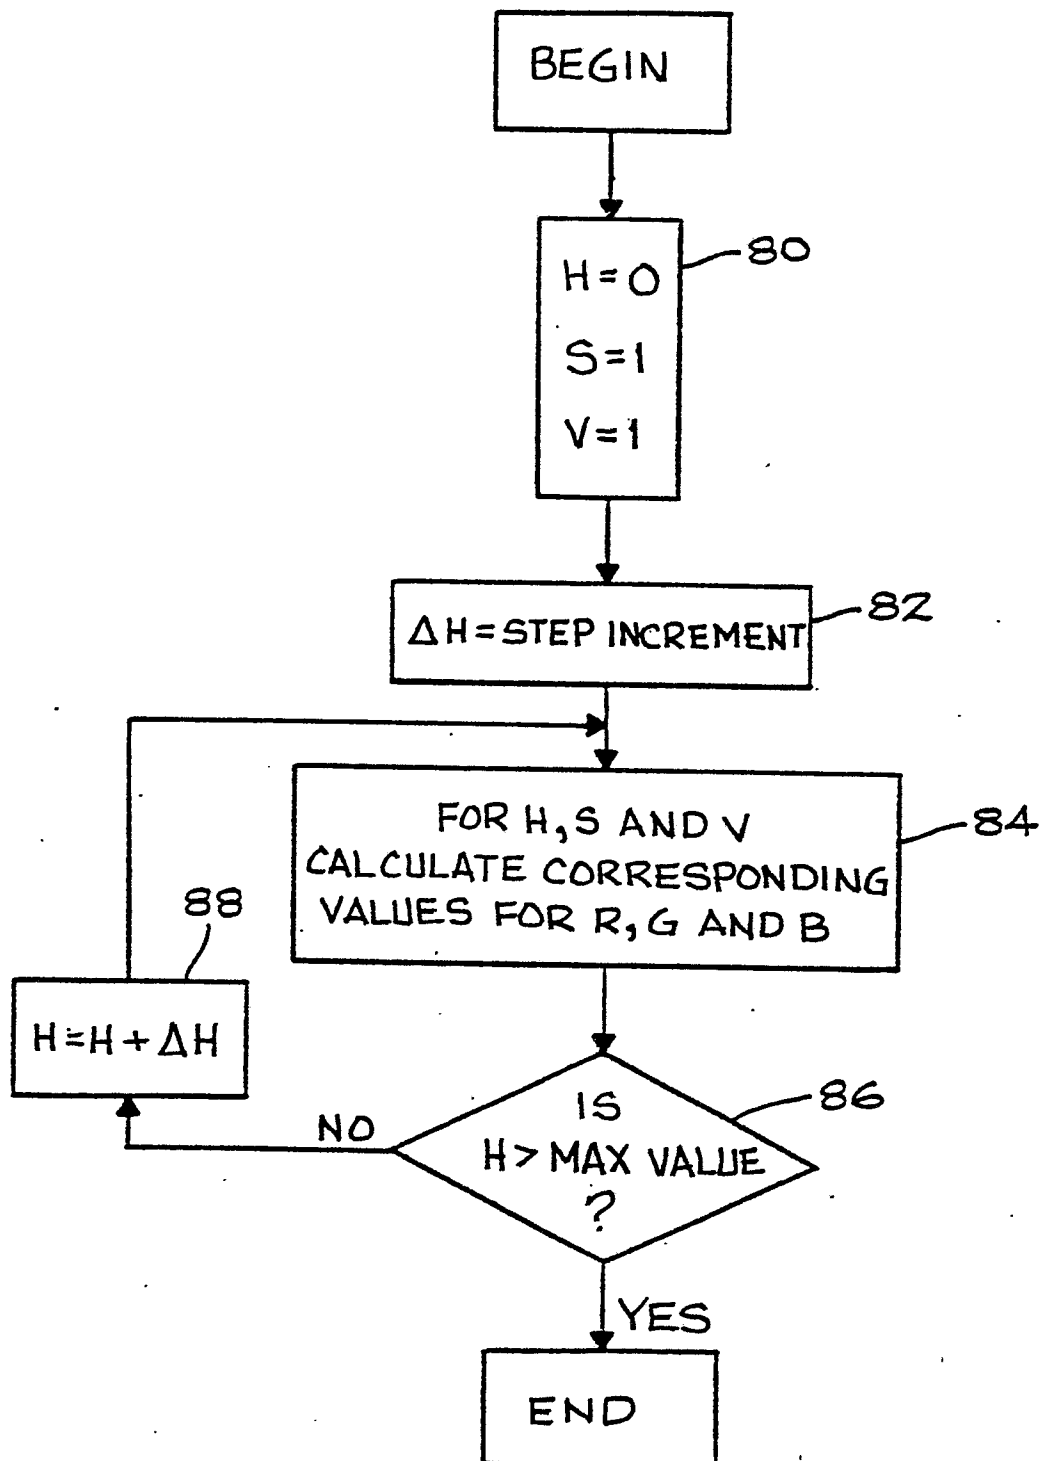 BEGIN
80
H=0
S=1
V=1
82
ΔH=STEP INCREMENT
84
FOR H,S AND V
CALCULATE CORRESPONDING
VALUES FOR R,G AND B
88
H=H+ΔH
86
IS
H> MAX VALUE
?
NO
YES
END